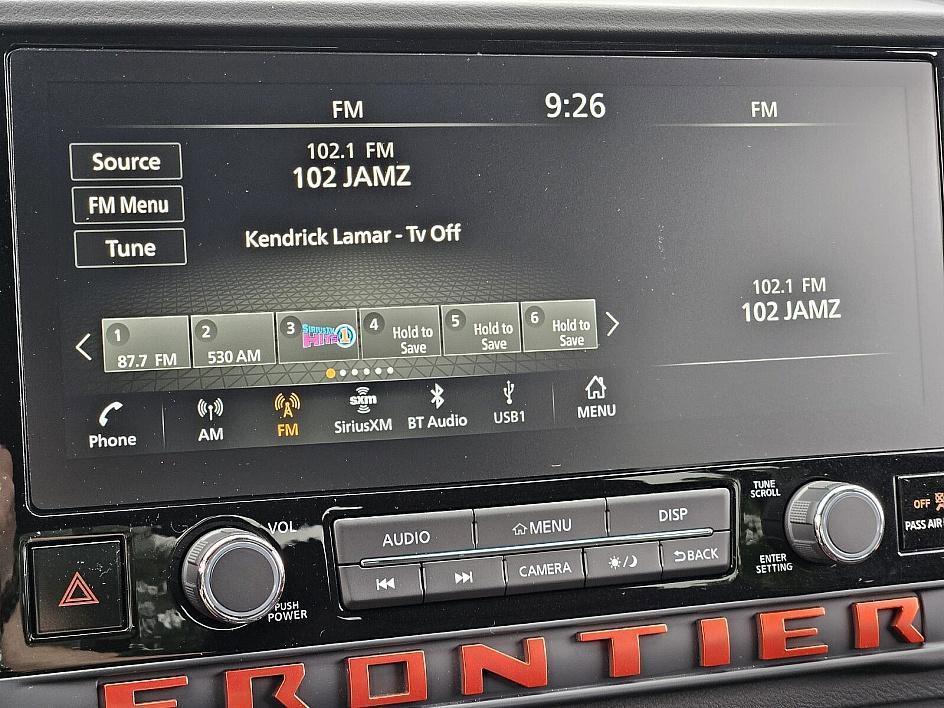 FM
9:26
FM
Source
FM Menu
Tune
102.1 FM
102 JAMZ
Kendrick Lamar - Tv Off
102.1 FM
102 JAMZ
1
87.7 FM
2
530 AM
3
SIRIUSXM
HITS 1
4
Hold to
Save
5
Hold to
Save
6
Hold to
Save
Phone
AM
FM
sxm
SiriusXM
BT Audio
USB1
MENU
VOL
PUSH
POWER
AUDIO
MENU
DISP
CAMERA
BACK
TUNE
SCROLL
ENTER
SETTING
OFF
PASS AIR
FRONTIER